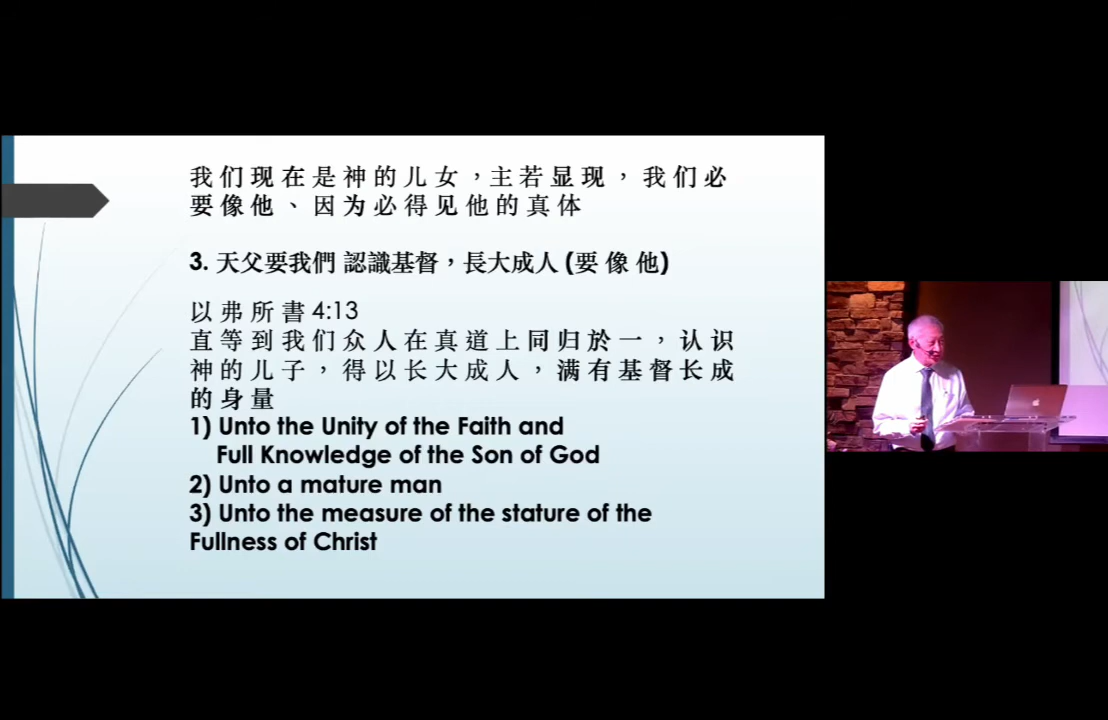 我们现在是神的儿女，主若显现，我们必
要像他、因为必得见他的真体
3. 天父要我們 認識基督，長大成人 (要 像 他)
以弗所書 4:13
直等到我们众人在真道上同归於一，认识
神的儿子，得以长大成人，满有基督长成
的身量
1) Unto the Unity of the Faith and
Full Knowledge of the Son of God
2) Unto a mature man
3) Unto the measure of the stature of the
Fullness of Christ